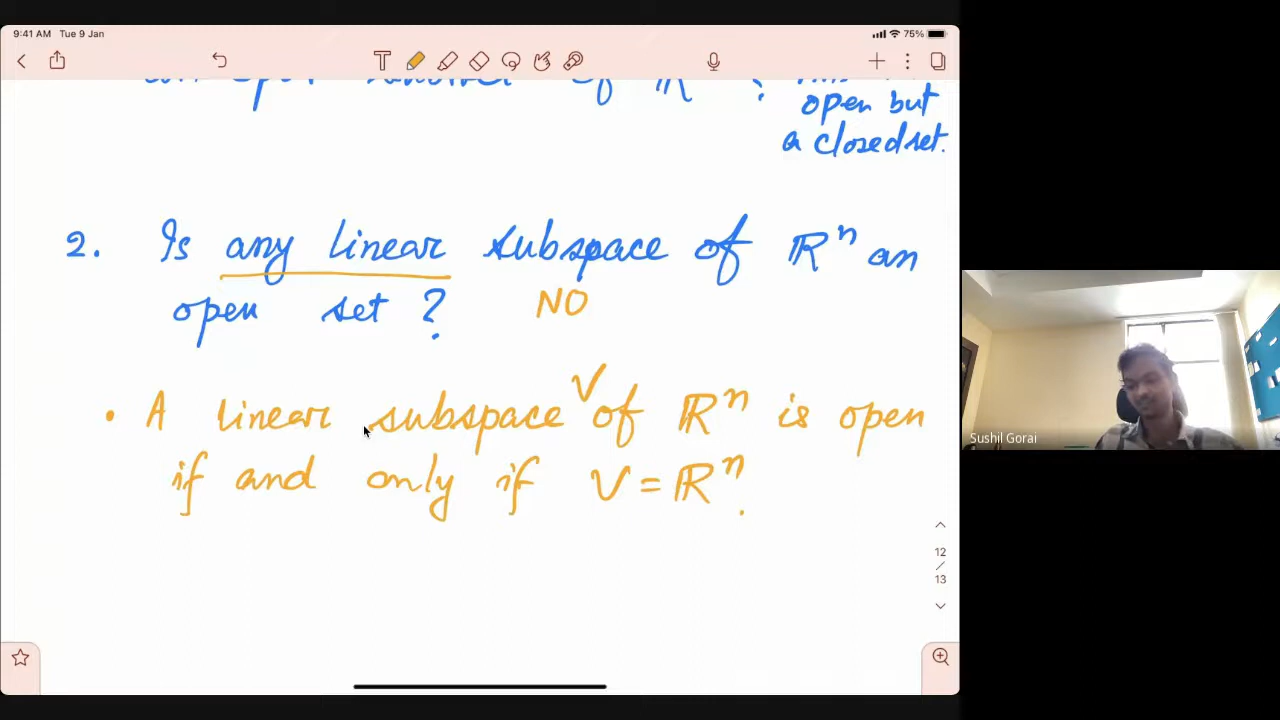 9:41 AM Tue 9 Jan
75%
open but
a closed set.
2. Is any linear subspace of ℝⁿ an
open set ? NO
• A linear subspace V of ℝⁿ is open
if and only if V = ℝⁿ.
12
/
13
Sushil Gorai